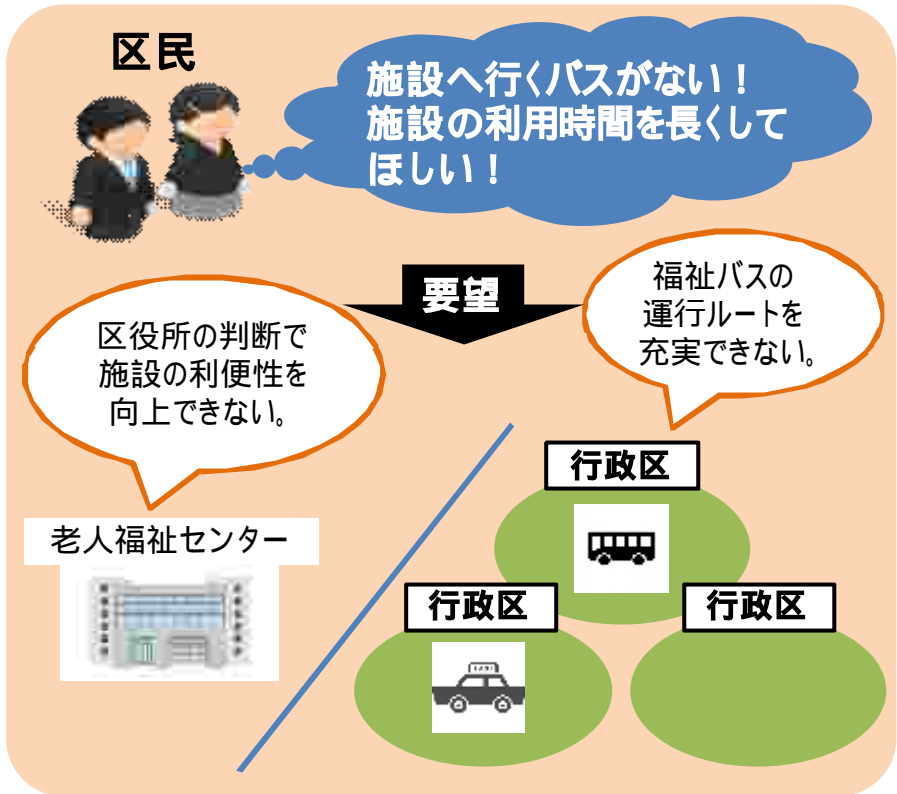 区民
施設へ行くバスがない！
施設の利用時間を長くして
ほしい！
要望
区役所の判断で
施設の利便性を
向上できない。
福祉バスの
運行ルートを
充実できない。
老人福祉センター
行政区
行政区
行政区
TAXI